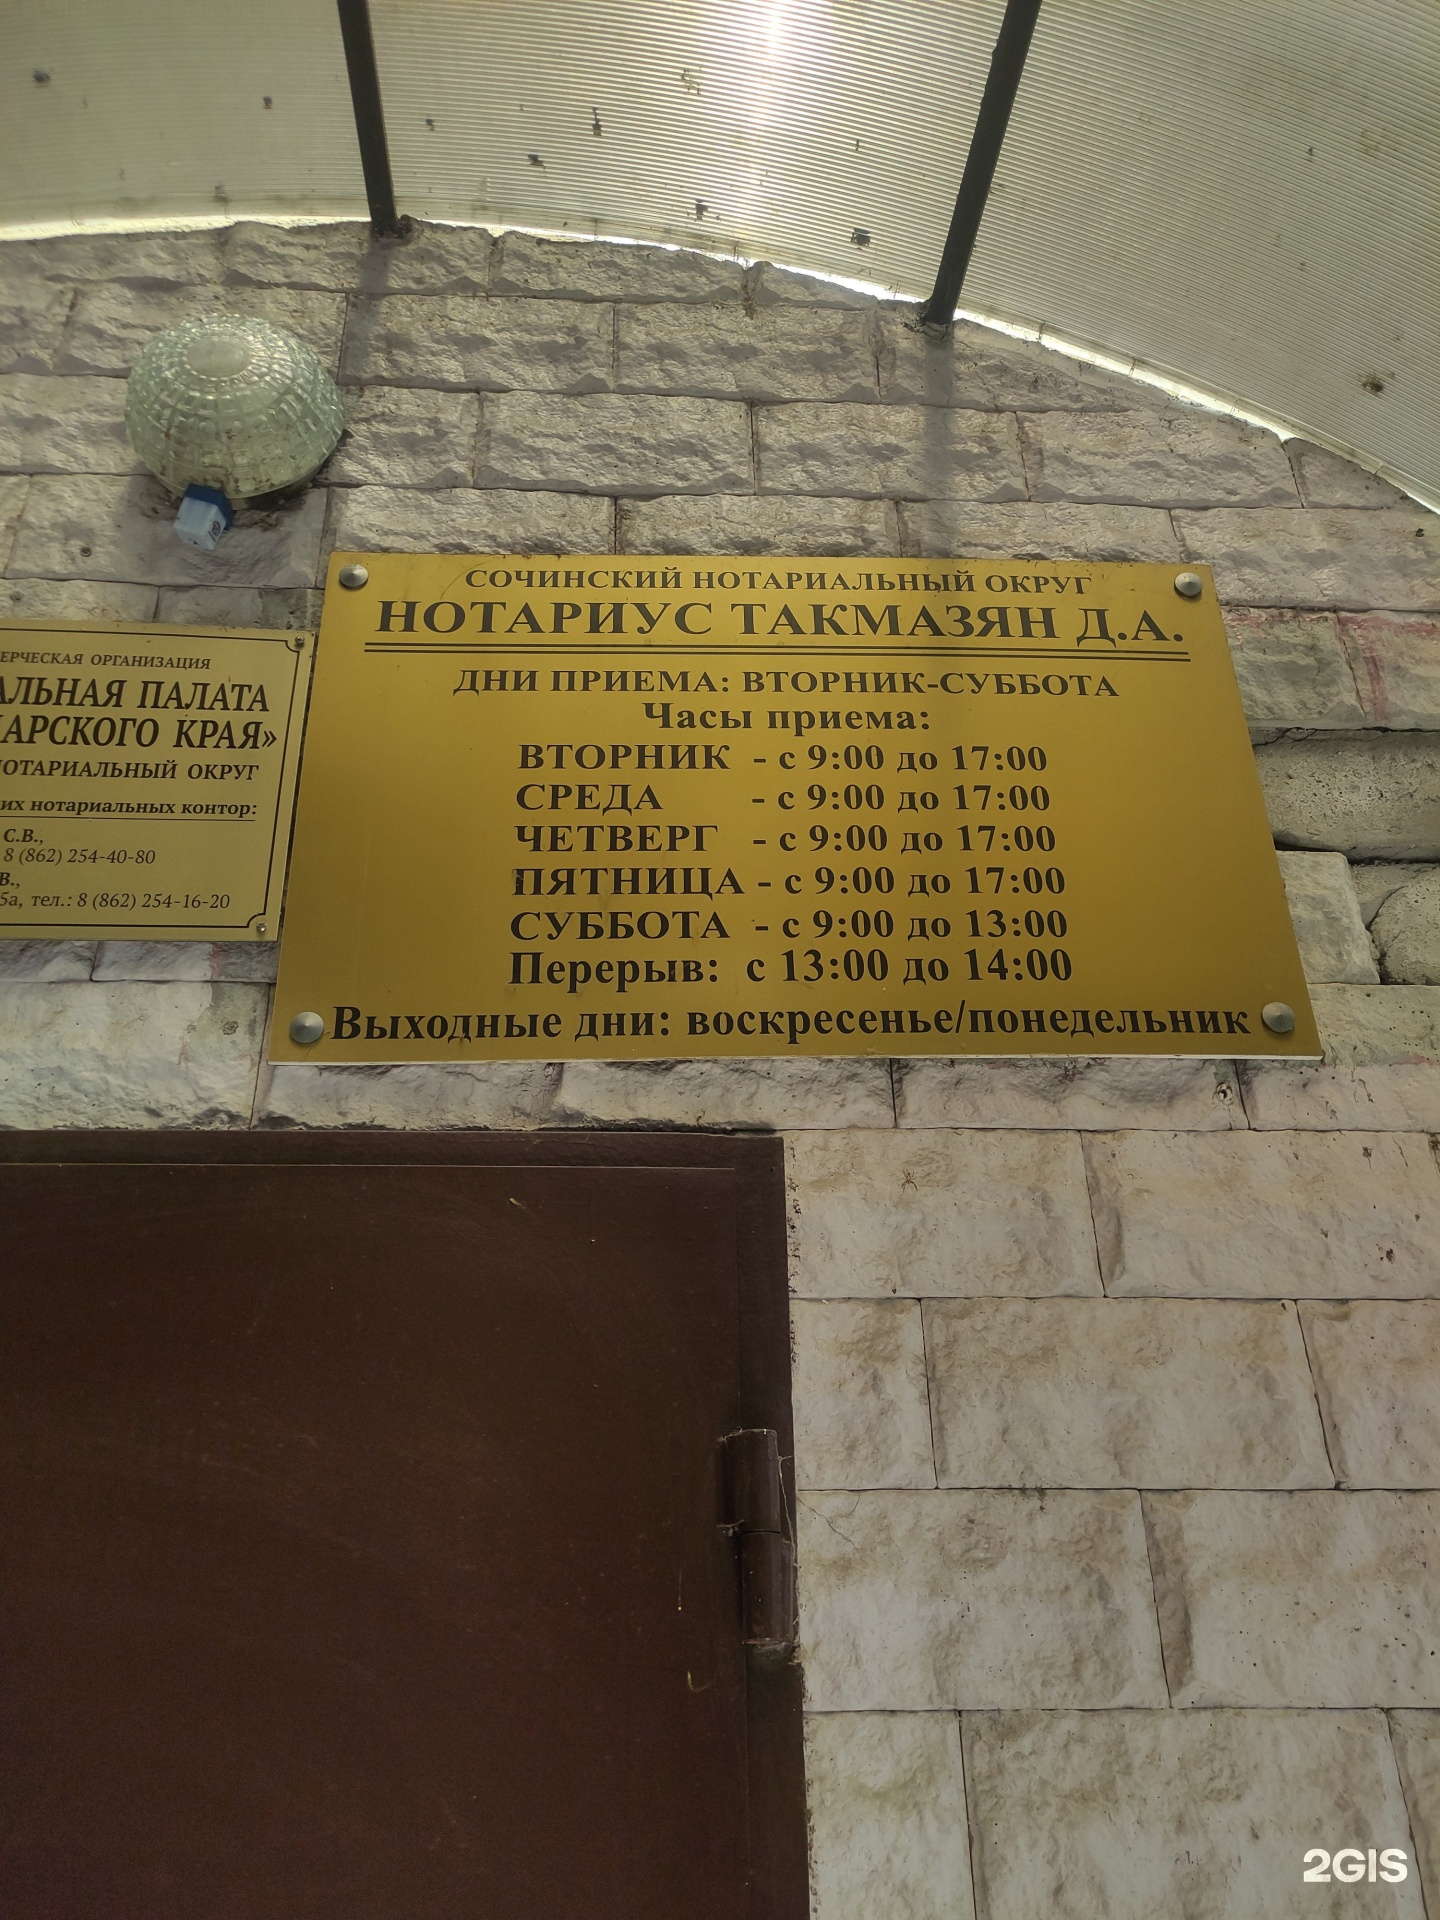 СОЧИНСКИЙ НОТАРИАЛЬНЫЙ ОКРУГ
НОТАРИУС ТАКМАЗЯН Д.А.
ДНИ ПРИЕМА: ВТОРНИК-СУББОТА
Часы приема:
ВТОРНИК - с 9:00 до 17:00
СРЕДА - с 9:00 до 17:00
ЧЕТВЕРГ - с 9:00 до 17:00
ПЯТНИЦА - с 9:00 до 17:00
СУББОТА - с 9:00 до 13:00
Перерыв: с 13:00 до 14:00
Выходные дни: воскресенье/понедельник
ЕРЧЕСКАЯ ОРГАНИЗАЦИЯ
АЛЬНАЯ ПАЛАТА
АРСКОГО КРАЯ»
НОТАРИАЛЬНЫЙ ОКРУГ
их нотариальных контор:
С.В.,
8 (862) 254-40-80
В.,
5а, тел.: 8 (862) 254-16-20
2GIS